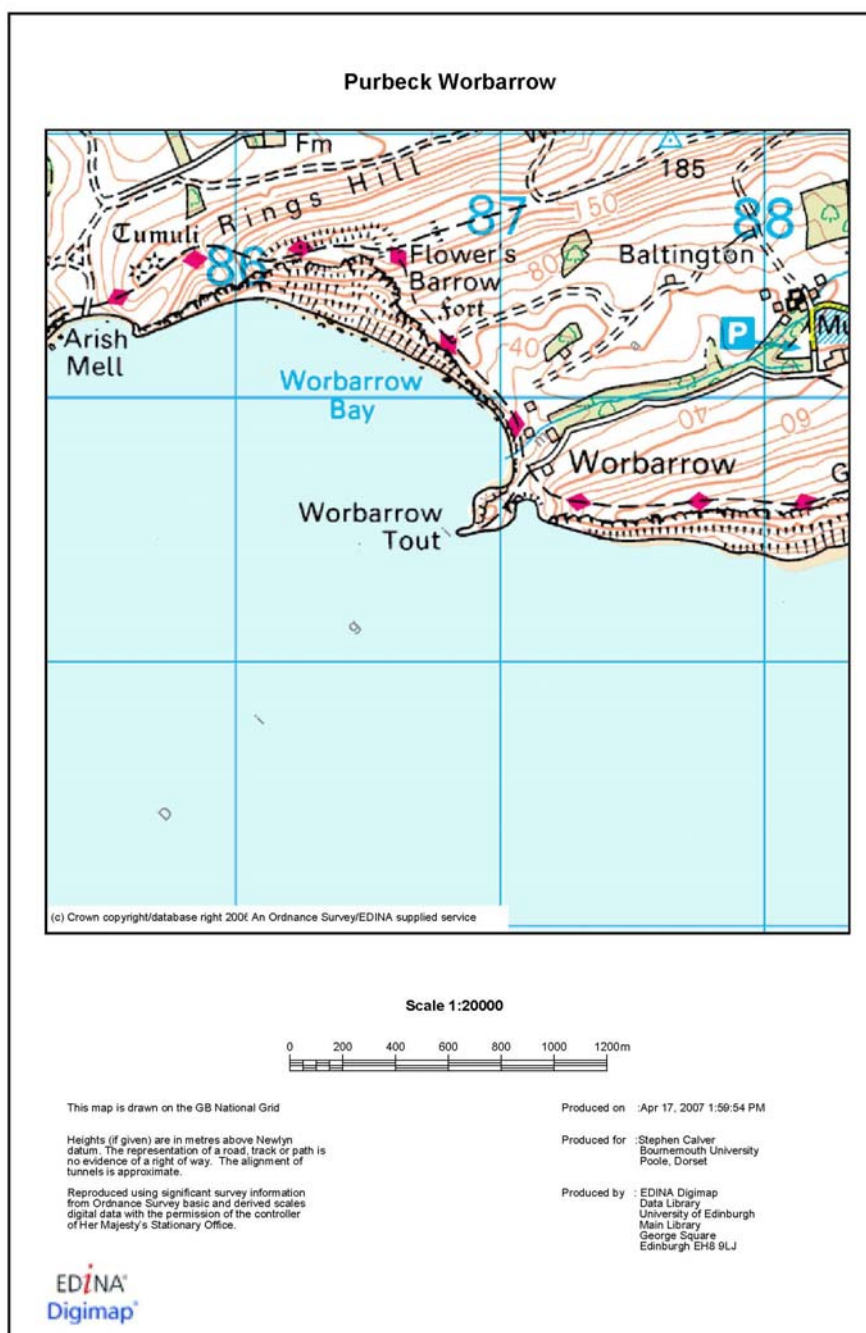 Purbeck Worbarrow
Fm
185
Rings Hill
87
150
88
Tumuli
86
Flower's
Barrow
fort
80
Baltington
Arish
Mell
40
P
Mu
Worbarrow
Bay
40
60
Worbarrow
G
Worbarrow
Tout
m
a
l
g
i
D
(c) Crown copyright/database right 2006 An Ordnance Survey/EDINA supplied service
Scale 1:20000
0 200 400 600 800 1000 1200m
This map is drawn on the GB National Grid
Heights (if given) are in metres above Newlyn
datum. The representation of a road, track or path is
no evidence of a right of way. The alignment of
tunnels is approximate.
Reproduced using significant survey information
from Ordnance Survey basic and derived scales
digital data with the permission of the controller
of Her Majesty's Stationary Office.
Produced on :Apr 17, 2007 1:59:54 PM
Produced for :Stephen Calver
Bournemouth University
Poole, Dorset
Produced by : EDINA Digimap
Data Library
University of Edinburgh
Main Library
George Square
Edinburgh EH8 9LJ
EDINA
Digimap